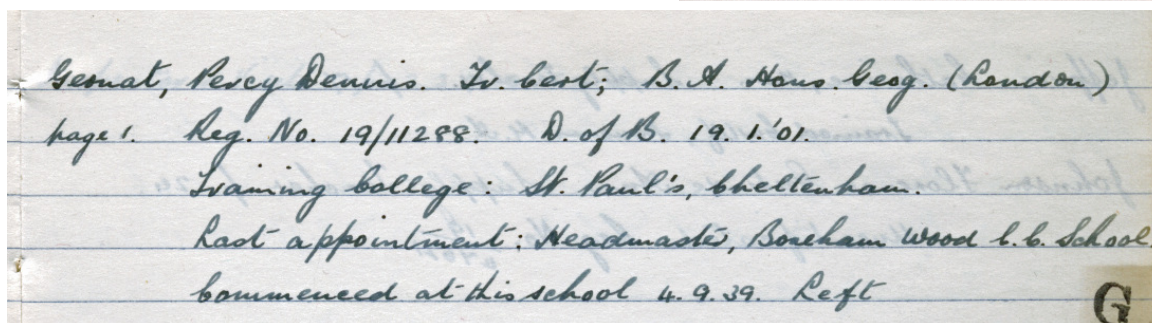 Gesnat, Percy Dennis. Tr. Cert; B.A. Hons. Geog. (London)
page 1. Reg. No. 19/11288. D. of B. 19.1.'01.
Training College: St. Paul's, Cheltenham.
Last appointment: Headmaster, Boreham Wood C.C. School.
Commenced at this school 4.9.39. Left
G